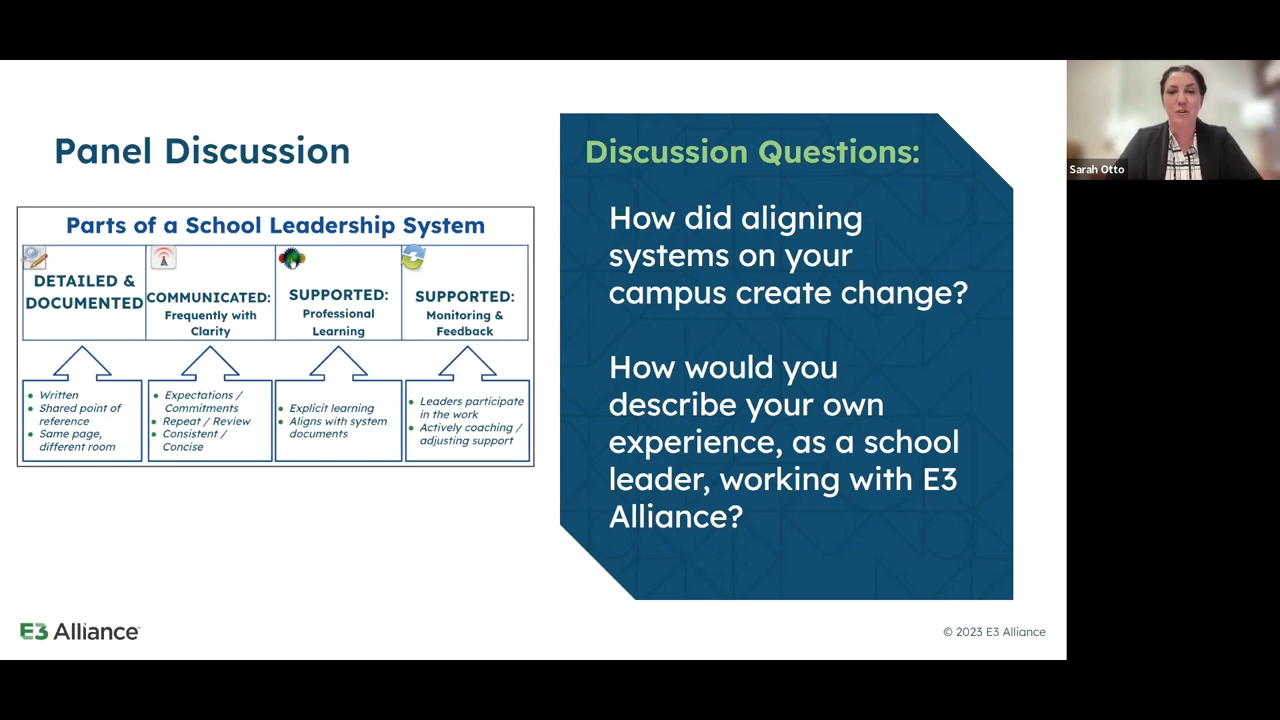 Panel Discussion
Parts of a School Leadership System
DETAILED &
DOCUMENTED
COMMUNICATED:
Frequently with
Clarity
SUPPORTED:
Professional
Learning
SUPPORTED:
Monitoring &
Feedback
• Written
• Shared point of
reference
• Same page,
different room
• Expectations /
Commitments
• Repeat / Review
• Consistent /
Concise
• Explicit learning
• Aligns with system
documents
• Leaders participate
in the work
• Actively coaching /
adjusting support
Discussion Questions:
How did aligning
systems on your
campus create change?
How would you
describe your own
experience, as a school
leader, working with E3
Alliance?
E3 Alliance
© 2023 E3 Alliance
Sarah Otto